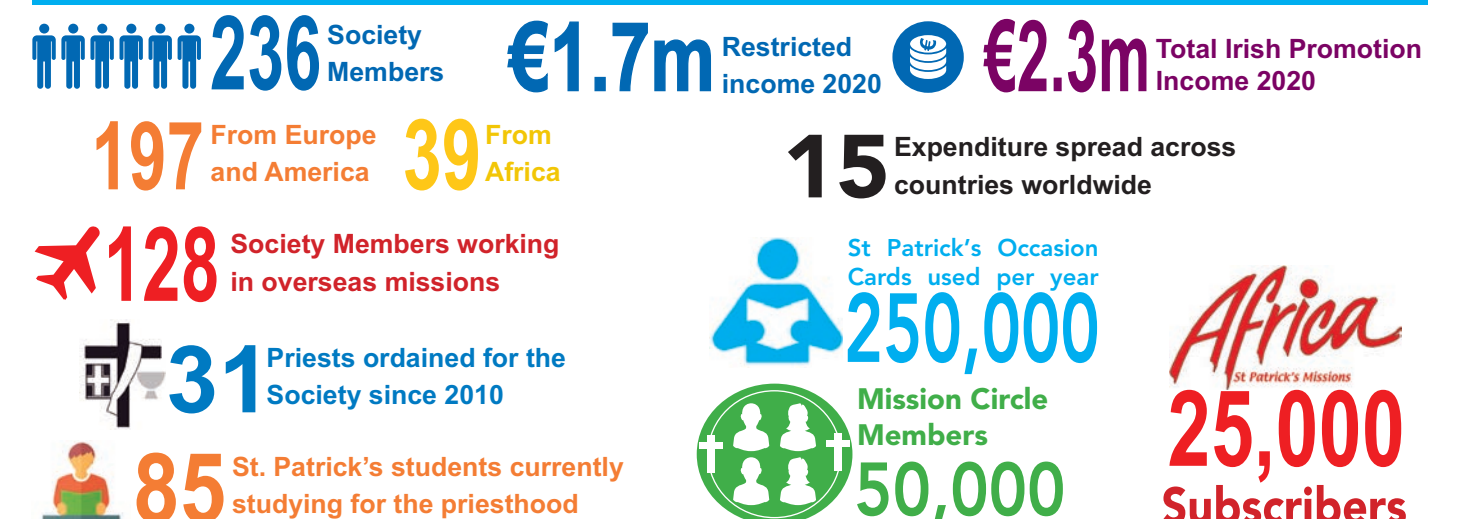 236 Society
Members
€1.7m Restricted
income 2020
€2.3m Total Irish Promotion
Income 2020
197 From Europe
and America
39 From
Africa
15 Expenditure spread across
countries worldwide
128 Society Members working
in overseas missions
St Patrick's Occasion
Cards used per year
250,000
31 Priests ordained for the
Society since 2010
Mission Circle
Members
50,000
Africa
St Patrick's Missions
25,000
Subscribers
85 St. Patrick's students currently
studying for the priesthood